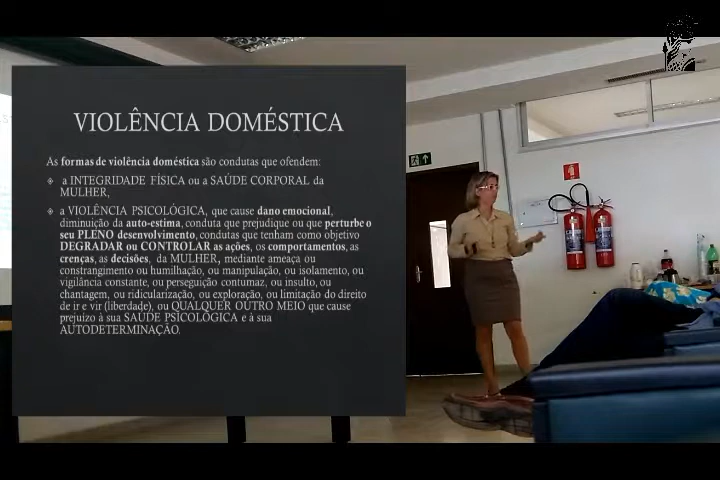 VIOLÊNCIA DOMÉSTICA
As formas de violência doméstica são condutas que ofendem:
a INTEGRIDADE FÍSICA ou a SAÚDE CORPORAL da
MULHER,
a VIOLÊNCIA PSICOLÓGICA, que cause dano emocional,
diminuição da auto-estima, conduta que prejudique ou que perturbe o
seu PLENO desenvolvimento, condutas que tenham como objetivo
DEGRADAR ou CONTROLAR as ações, os comportamentos, as
crenças, as decisões, da MULHER, mediante ameaça ou
constrangimento ou humilhação, ou manipulação, ou isolamento, ou
vigilância constante, ou perseguição contumaz, ou insulto, ou
chantagem, ou ridicularização, ou exploração, ou limitação do direito
de ir e vir (liberdade), ou QUALQUER OUTRO MEIO que cause
prejuízo à sua SAÚDE PSICOLÓGICA e à sua
AUTODETERMINAÇÃO.